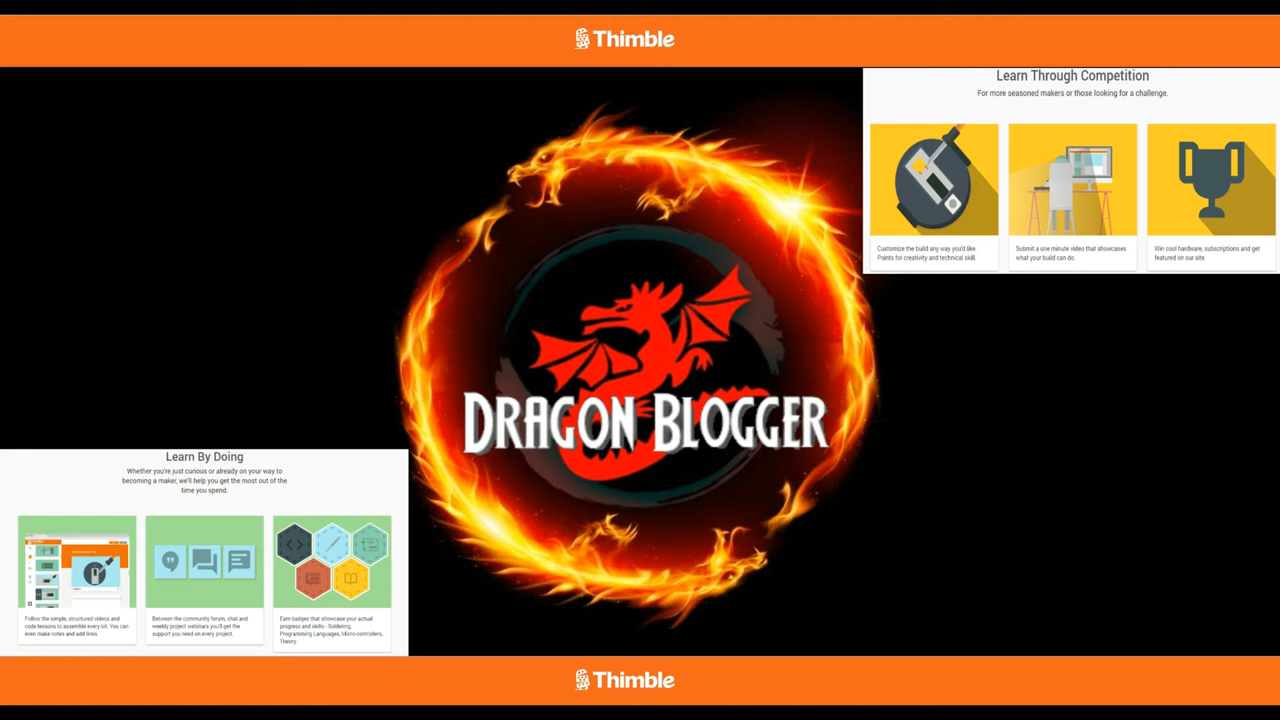 Thimble
Learn Through Competition
For more seasoned makers or those looking for a challenge.
Customize the build any way you'd like.
Points for creativity and technical skill.
Submit a one minute video that showcases
what your build can do.
Win cool hardware, subscriptions and get
featured on our site
DRAGON BLOGGER
Learn By Doing
Whether you're just curious or already on your way to
becoming a maker, we'll help you get the most out of the
time you spend.
Follow the simple, structured videos and
code lessons to assemble every kit. You can
even make notes and add links.
Between the community forum, chat and
weekly project webinars you'll get the
support you need on every project.
Earn badges that showcase your actual
progress and skills - Soldering,
Programming Languages, Micro-controllers,
Theory.
Thimble